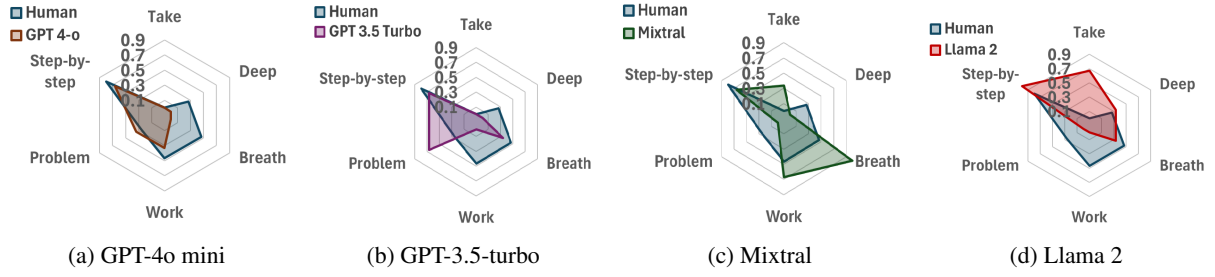 Human
GPT 4-o
Take
0.9
0.7
0.5
0.3
0.1
Step-by-
step
Deep
Problem
Breath
Work
(a) GPT-4o mini
Human
GPT 3.5 Turbo
Take
0.9
0.7
0.5
0.3
0.1
Step-by-step
Deep
Problem
Breath
Work
(b) GPT-3.5-turbo
Human
Mixtral
Take
0.9
0.7
0.5
0.3
0.1
Step-by-step
Deep
Problem
Breath
Work
(c) Mixtral
Human
Llama 2
Take
0.9
0.7
0.5
0.3
0.1
Step-by-
step
Deep
Problem
Breath
Work
(d) Llama 2